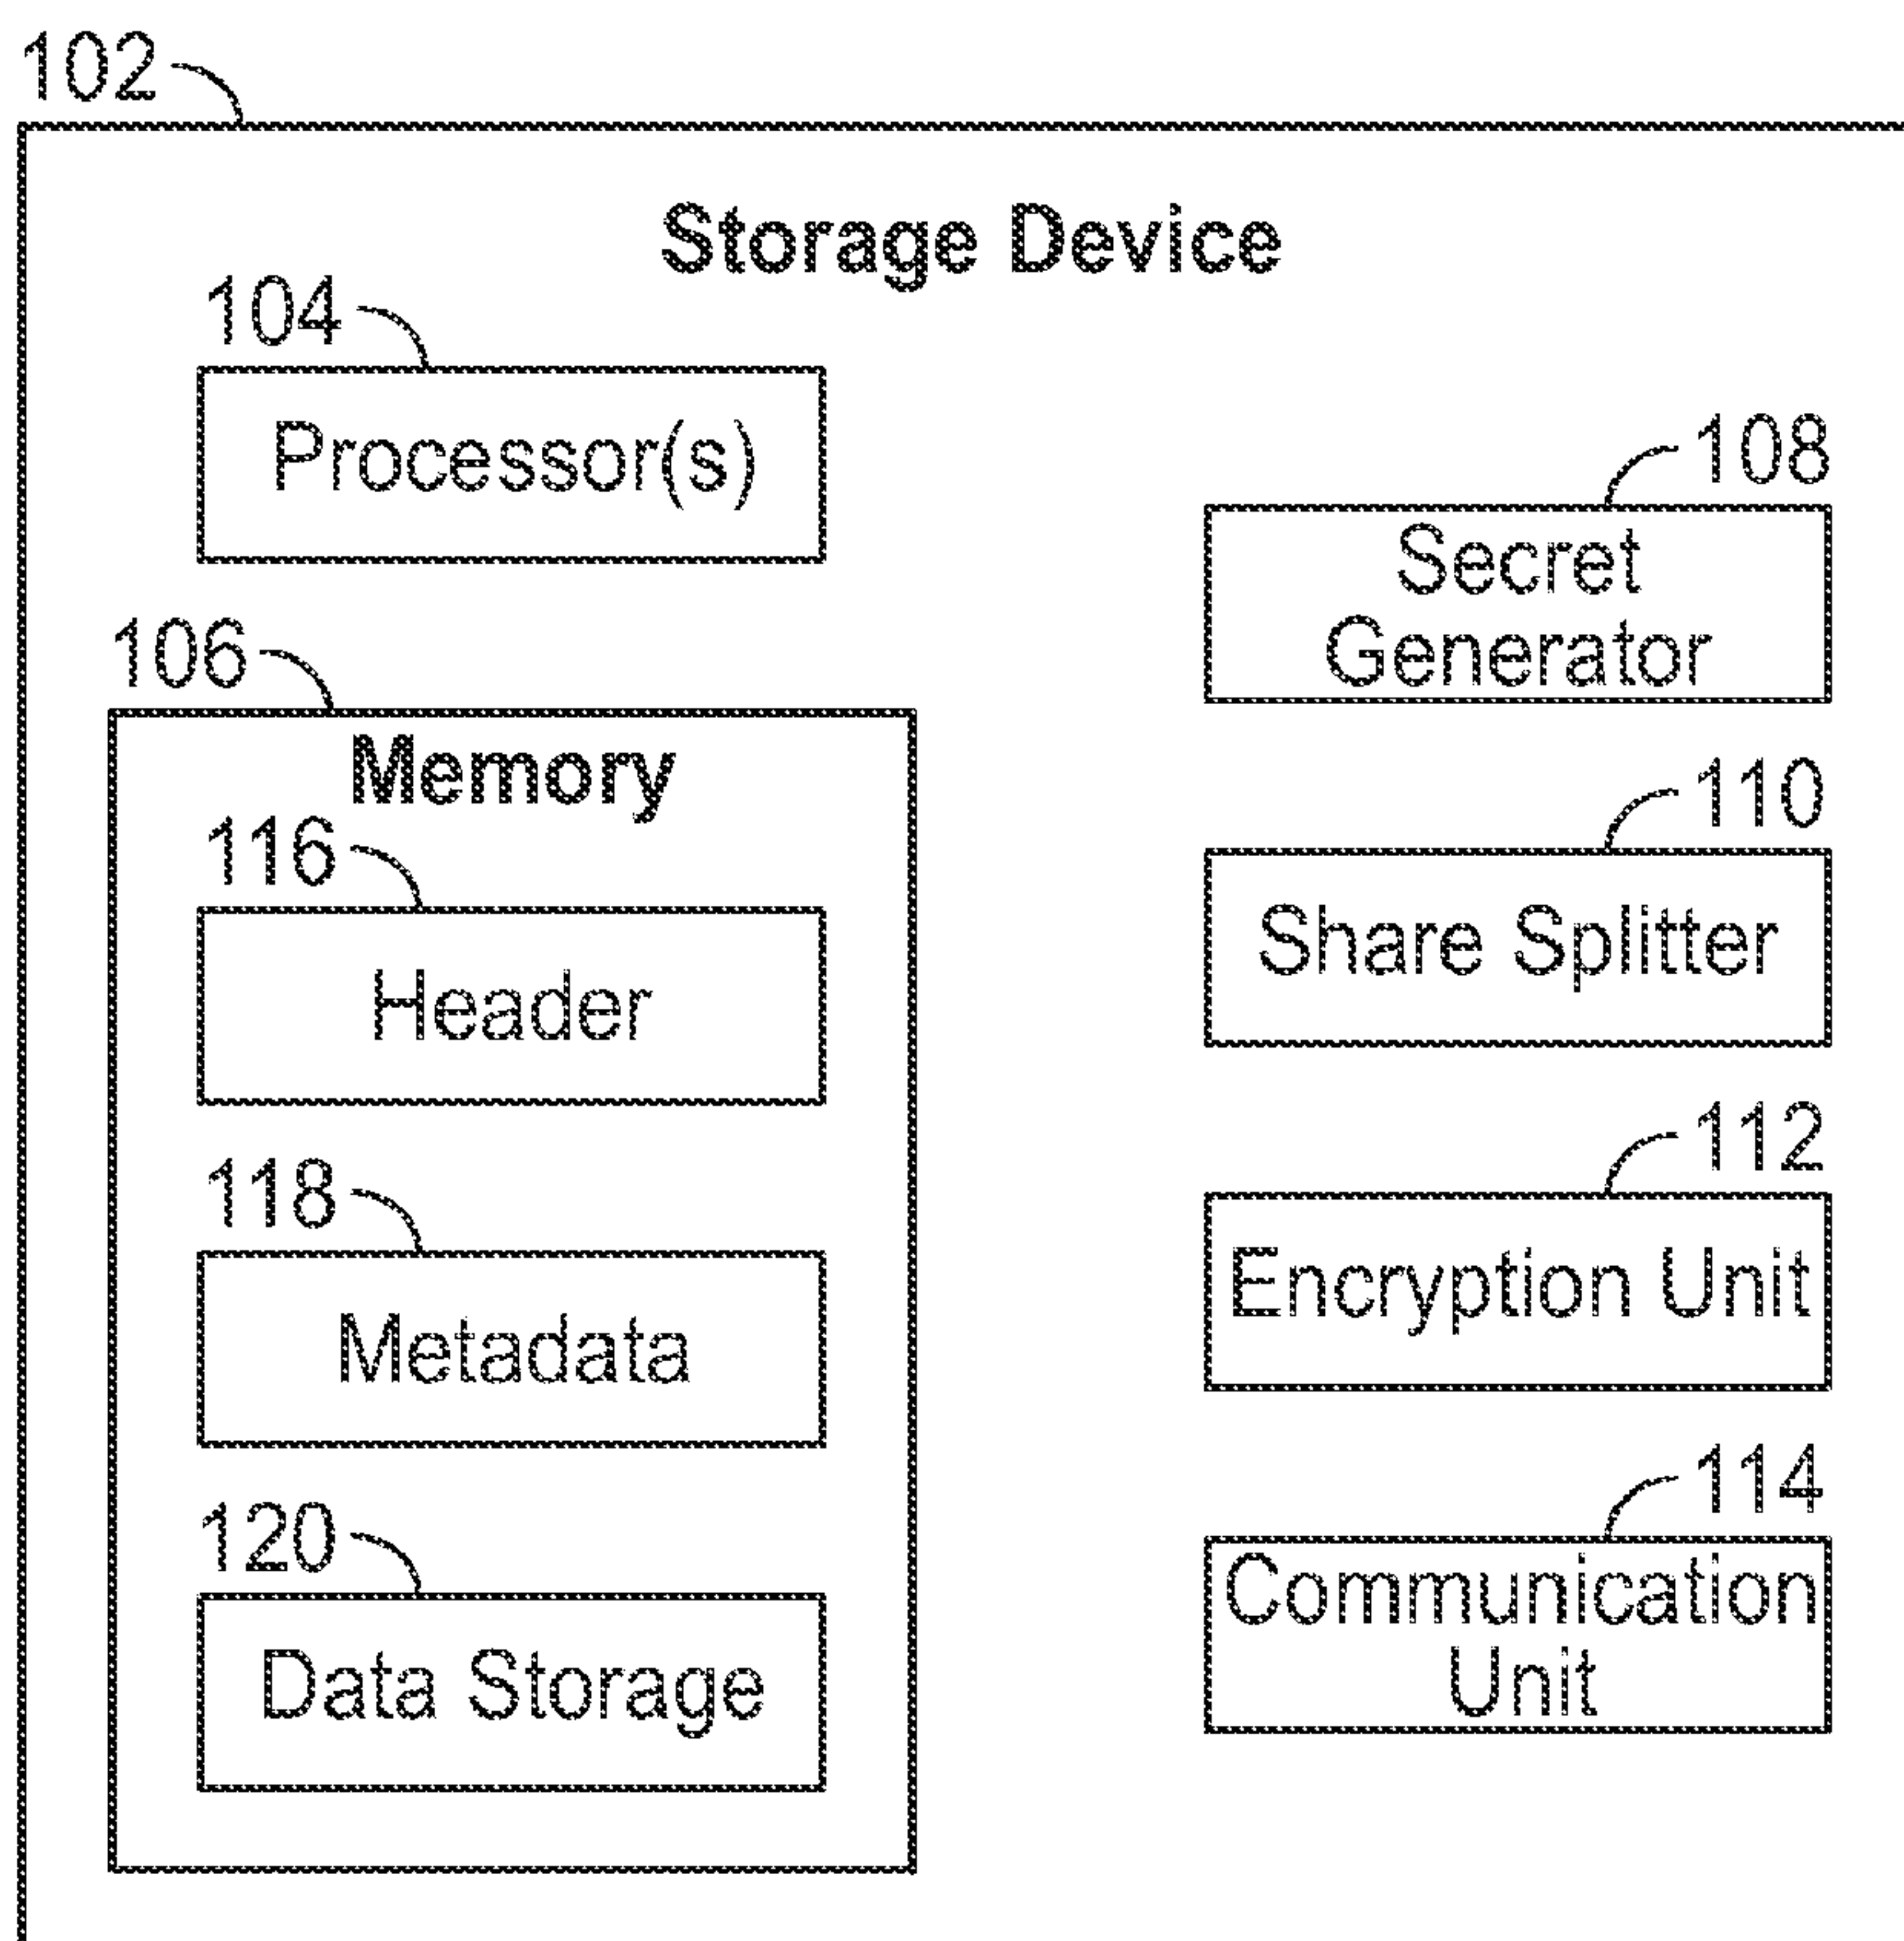 102
Storage Device
104
Processor(s)
106
Memory
116
Header
118
Metadata
120
Data Storage
108
Secret
Generator
110
Share Splitter
112
Encryption Unit
114
Communication
Unit